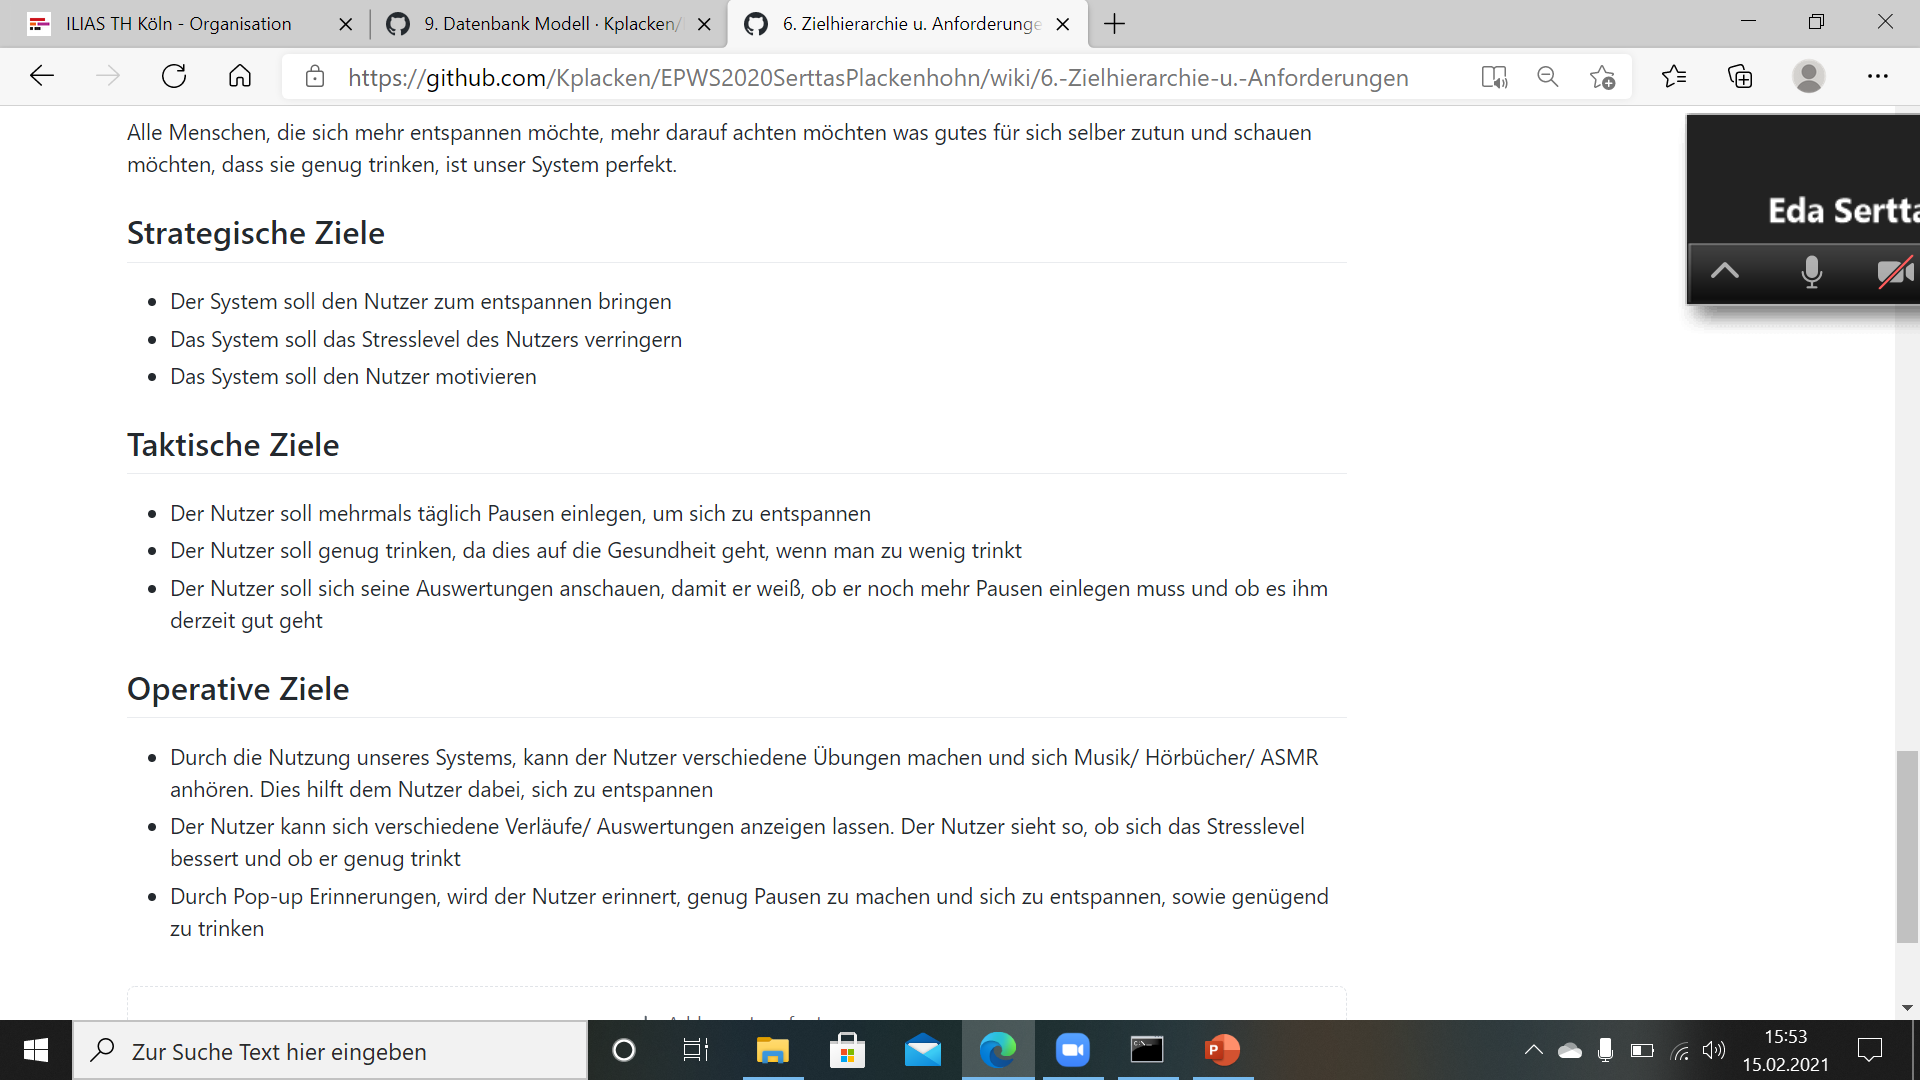 ILIAS TH Köln - Organisation
9. Datenbank Modell · Kplacken/
6. Zielhierarchie u. Anforderunge
https://github.com/Kplacken/EPWS2020SerttasPlackenhohn/wiki/6.-Zielhierarchie-u.-Anforderungen
Alle Menschen, die sich mehr entspannen möchte, mehr darauf achten möchten was gutes für sich selber zutun und schauen
möchten, dass sie genug trinken, ist unser System perfekt.
Eda Sertta
Strategische Ziele
Der System soll den Nutzer zum entspannen bringen
Das System soll das Stresslevel des Nutzers verringern
Das System soll den Nutzer motivieren
Taktische Ziele
Der Nutzer soll mehrmals täglich Pausen einlegen, um sich zu entspannen
Der Nutzer soll genug trinken, da dies auf die Gesundheit geht, wenn man zu wenig trinkt
Der Nutzer soll sich seine Auswertungen anschauen, damit er weiß, ob er noch mehr Pausen einlegen muss und ob es ihm
derzeit gut geht
Operative Ziele
Durch die Nutzung unseres Systems, kann der Nutzer verschiedene Übungen machen und sich Musik/ Hörbücher/ ASMR
anhören. Dies hilft dem Nutzer dabei, sich zu entspannen
Der Nutzer kann sich verschiedene Verläufe/ Auswertungen anzeigen lassen. Der Nutzer sieht so, ob sich das Stresslevel
bessert und ob er genug trinkt
Durch Pop-up Erinnerungen, wird der Nutzer erinnert, genug Pausen zu machen und sich zu entspannen, sowie genügend
zu trinken
Zur Suche Text hier eingeben
15:53
15.02.2021